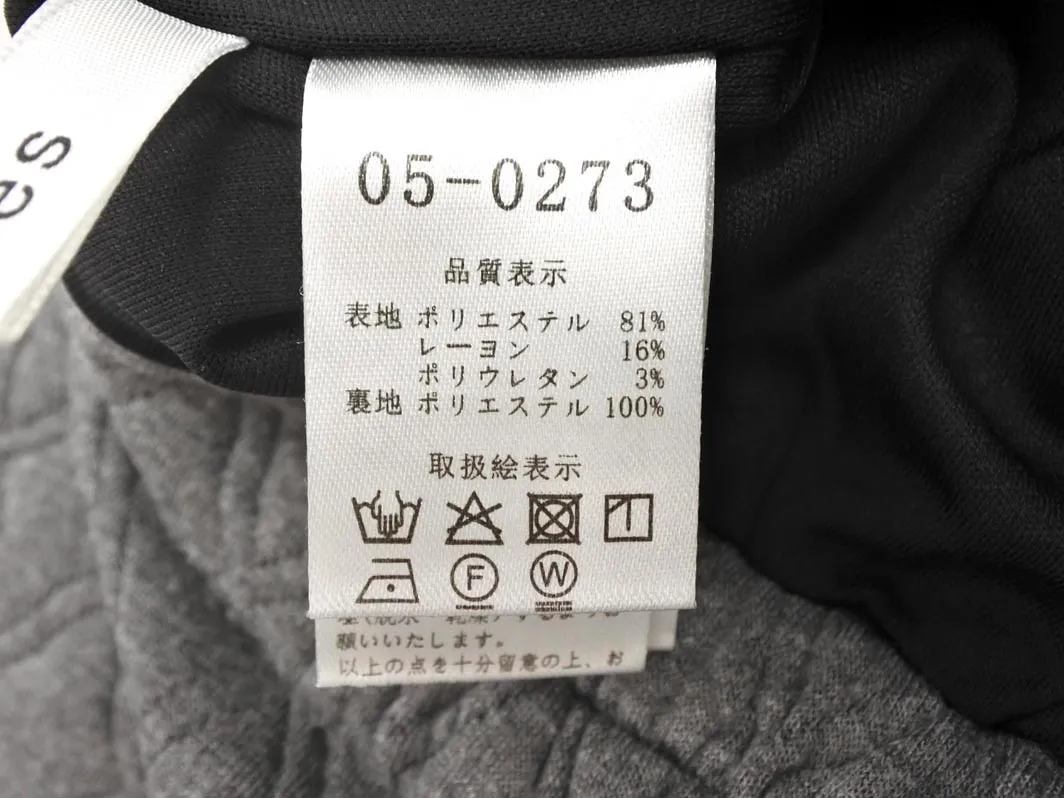 es
05-0273
品質表示
表地 ポリエステル 81%
レーヨン 16%
ポリウレタン 3%
裏地 ポリエステル 100%
取扱絵表示
F W
願いいたします。
以上の点を十分留意の上、お